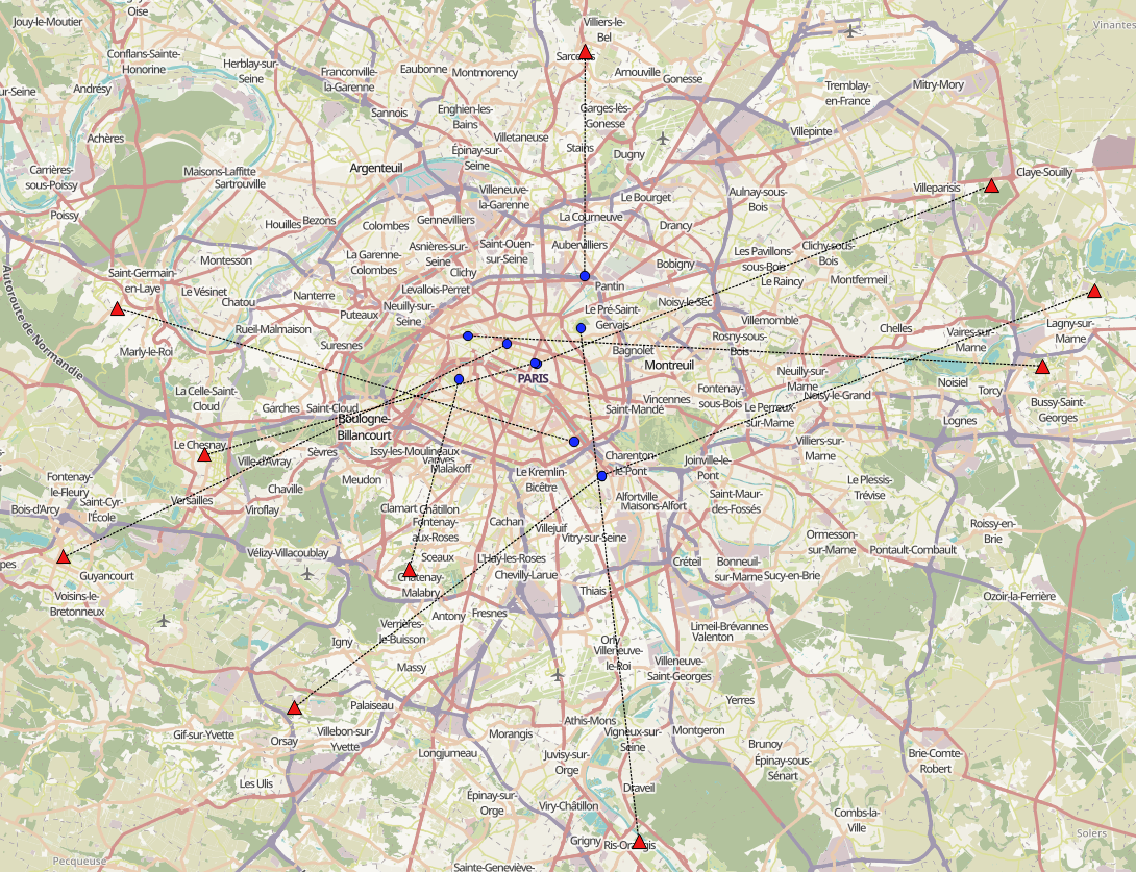 Jouy-le-Moutier
Oise
Villiers-le-
Bel
Vinantes
Conflans-Sainte-
Honorine
Herblay-sur-
Seine
Franconville-
la-Garenne
Eaubonne
Montmorency
Sarcelles
Arnouville
Gonesse
Tremblay-
en-France
Mitry-Mory
ur-Seine
Andrésy
Sannois
Enghien-les-
Bains
Garges-lès-
Gonesse
Villepinte
Achères
Villetaneuse
Stains
Dugny
Épinay-sur-
Seine
Argenteuil
Carrières-
sous-Poissy
Maisons-Laffitte
Sartrouville
Villeneuve-
la-Garenne
Le Bourget
Aulnay-sous-
Bois
Villeparisis
Claye-Souilly
Poissy
Houilles
Bezons
Colombes
Gennevilliers
La Courneuve
Drancy
Asnières-sur-
Seine
Saint-Ouen-
sur-Seine
Aubervilliers
Les Pavillons-
sous-Bois
Clichy-sous-
Bois
Montesson
La Garenne-
Colombes
Clichy
Bobigny
Le Raincy
Montfermeil
Saint-Germain-
en-Laye
Le Vésinet
Chatou
Nanterre
Levallois-Perret
Pantin
Neuilly-sur-
Seine
Puteaux
Le Pré-Saint-
Gervais
Noisy-le-Sec
Villemomble
Chelles
Vaires-sur-
Marne
Lagny-sur-
Marne
Autoroute de Normandie
Rueil-Malmaison
Suresnes
Marly-le-Roi
Bagnolet
Rosny-sous-
Bois
Montreuil
Neuilly-sur-
Marne
PARIS
Noisiel
Torcy
La Celle-Saint-
Cloud
Vincennes
Fontenay-
sous-Bois
Noisy-le-Grand
Bussy-Saint-
Georges
Garches
Saint-Cloud
Saint-Mandé
Le Perreux-
sur-Marne
Lognes
Boulogne-
Billancourt
Le Chesnay
Ville-d'Avray
Sèvres
Issy-les-Moulineaux
Vanves
Malakoff
Charenton-
le-Pont
Joinville-le-
Pont
Villiers-sur-
Marne
Fontenay-
le-Fleury
Meudon
Le Kremlin-
Bicêtre
Le Plessis-
Trévise
Bois-d'Arcy
Saint-Cyr-
l'École
Versailles
Viroflay
Chaville
Clamart
Châtillon
Alfortville
Maisons-Alfort
Saint-Maur-
des-Fossés
Fontenay-
aux-Roses
Cachan
Villejuif
Vitry-sur-Seine
Roissy-en-
Brie
Ormesson-
sur-Marne
Pontault-Combault
pes
Guyancourt
Vélizy-Villacoublay
Sceaux
L'Haÿ-les-Roses
Chevilly-Larue
Créteil
Bonneuil-
sur-Marne
Sucy-en-Brie
Châtenay-
Malabry
Thiais
Voisins-le-
Bretonneux
Ozoir-la-Ferrière
Antony
Fresnes
Verrières-
le-Buisson
Limeil-Brévannes
Valenton
Igny
Orly
Villeneuve-
le-Roi
Villeneuve-
Saint-Georges
Massy
Yerres
Palaiseau
Gif-sur-Yvette
Orsay
Villebon-sur-
Yvette
Athis-Mons
Morangis
Vigneux-sur-
Seine
Montgeron
Longjumeau
Juvisy-sur-
Orge
Brunoy
Épinay-sous-
Sénart
Brie-Comte-
Robert
Les Ulis
Draveil
Épinay-sur-
Orge
Viry-Châtillon
Combs-la-
Ville
Grigny
Ris-Orangis
Solers
Pecqueuse
Sainte-Geneviève-